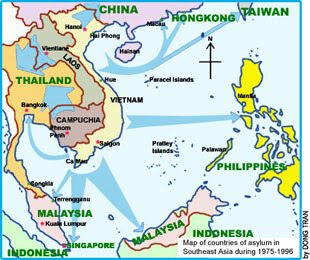 CHINA
TAIWAN
HONGKONG
Macau
Hanoi
Hai Phong
Hainan
N
Vientiane
LAOS
Hue
Paracel Islands
THAILAND
VIETNAM
Bangkok
CAMPUCHIA
Manila
Phnom
Penh
Saigon
Pratley
Islands
Palawan
Ca Mau
PHILIPPINES
Songkla
Terrengganu
MALAYSIA
Kuala Lumpur
MALAYSIA
INDONESIA
SINGAPORE
INDONESIA
Map of countries of asylum in
Southeast Asia during 1975-1996
by DONG TRAN